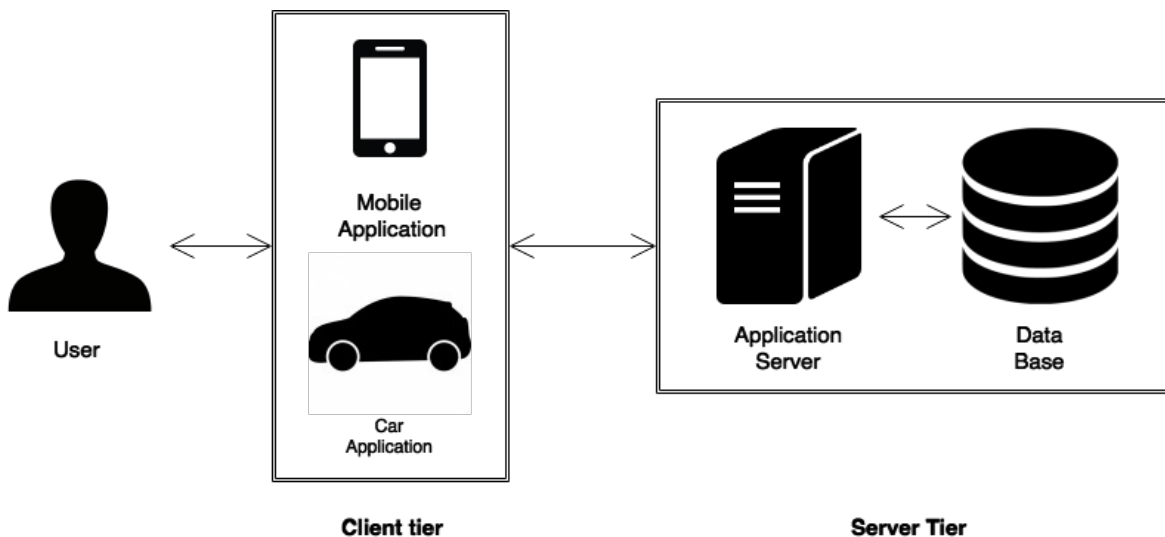 User
Mobile
Application
Car
Application
Client tier
Application
Server
Data
Base
Server Tier